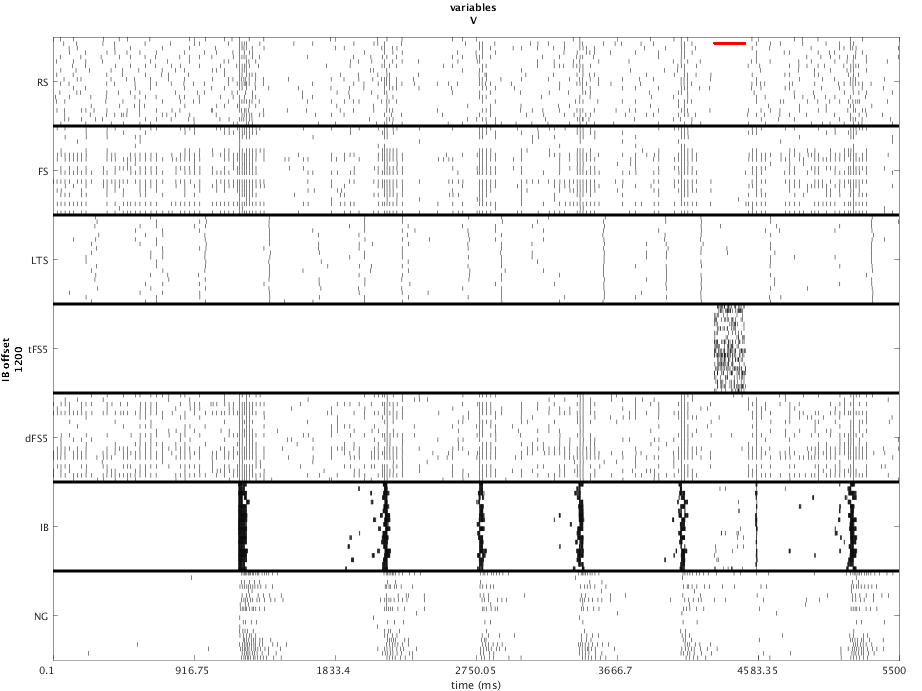 variables
V
RS
FS
LTS
IB offset
1200
tFS5
dFS5
IB
NG
0.1 916.75 1833.4 2750.05 3666.7 4583.35 5500
time (ms)